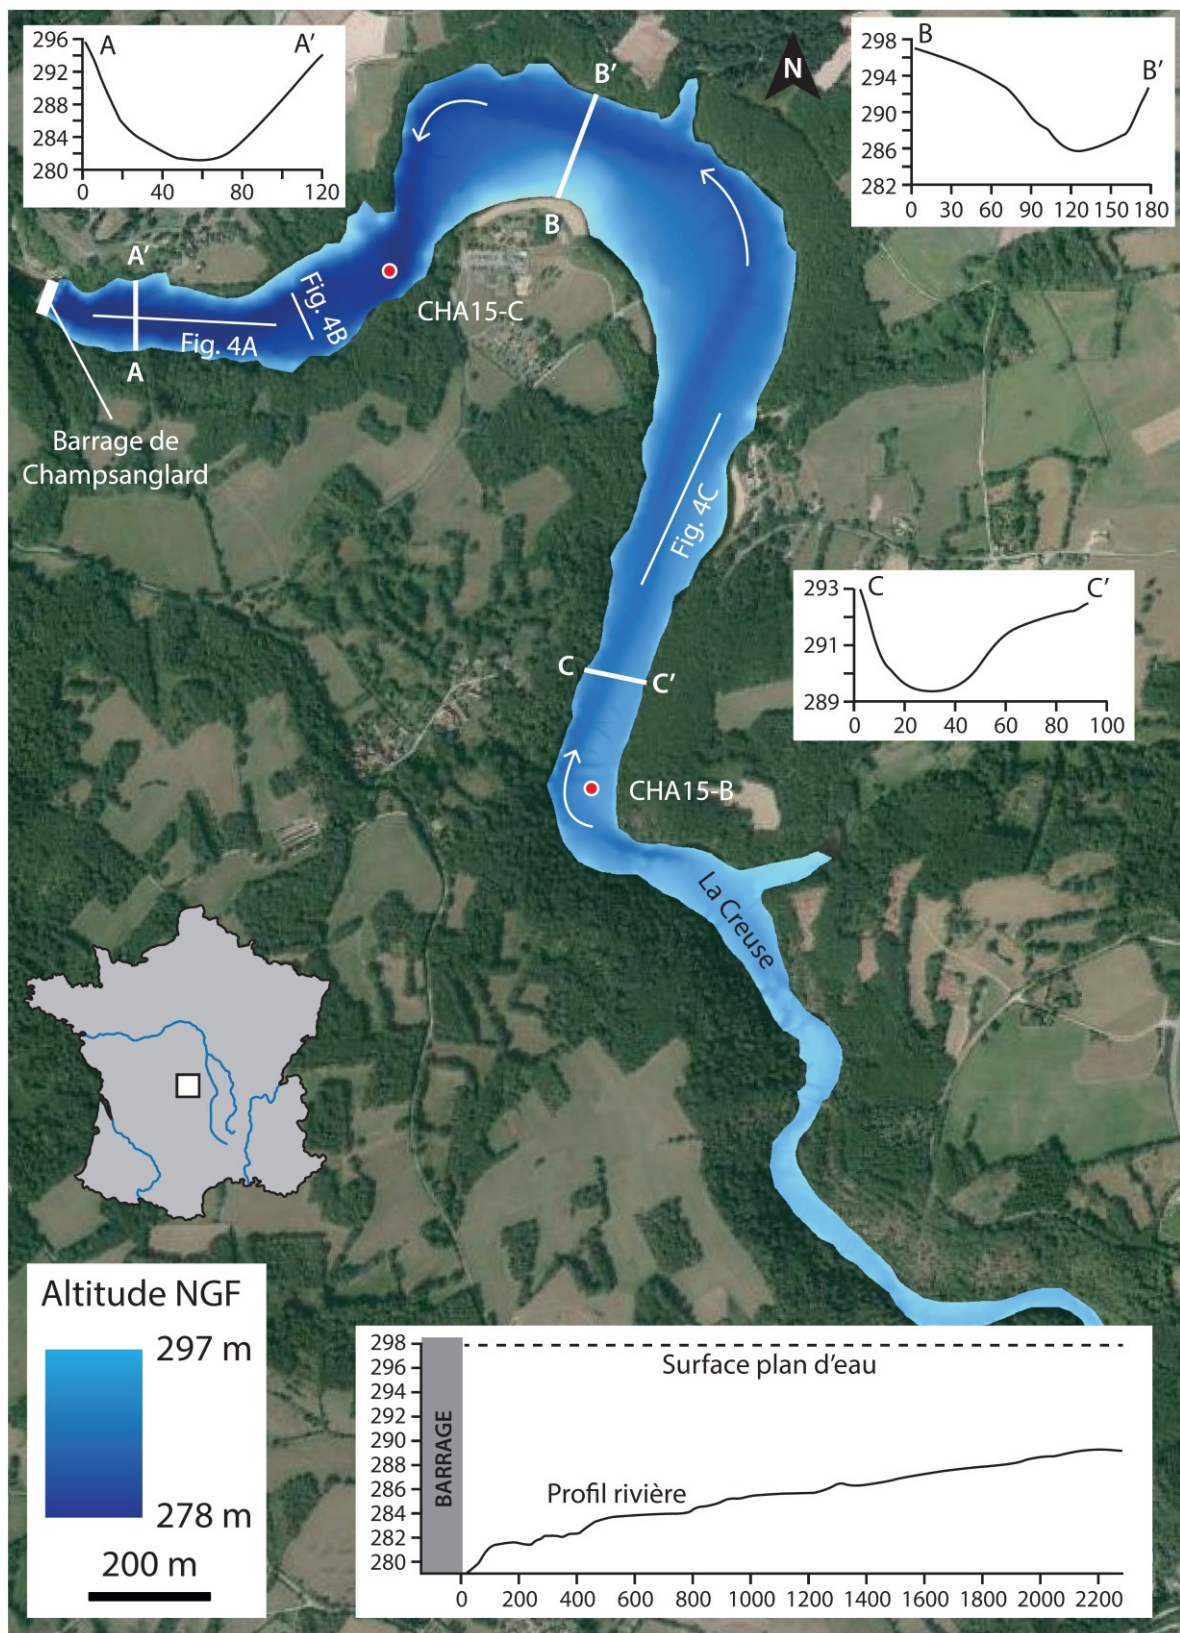 A
A'
296
292
288
284
280
0
40
80
120
B
B'
298
294
290
286
282
0
30
60
90
120
150
180
N
B'
B
A'
A
Fig. 4A
Fig. 4B
CHA15-C
Barrage de
Champsanglard
Fig. 4C
C
C'
293
291
289
C
C'
0
20
40
60
80
100
CHA15-B
La Creuse
Altitude NGF
297 m
278 m
200 m
298
296
294
292
290
288
286
284
282
280
BARRAGE
Surface plan d'eau
Profil rivière
0
200
400
600
800
1000
1200
1400
1600
1800
2000
2200